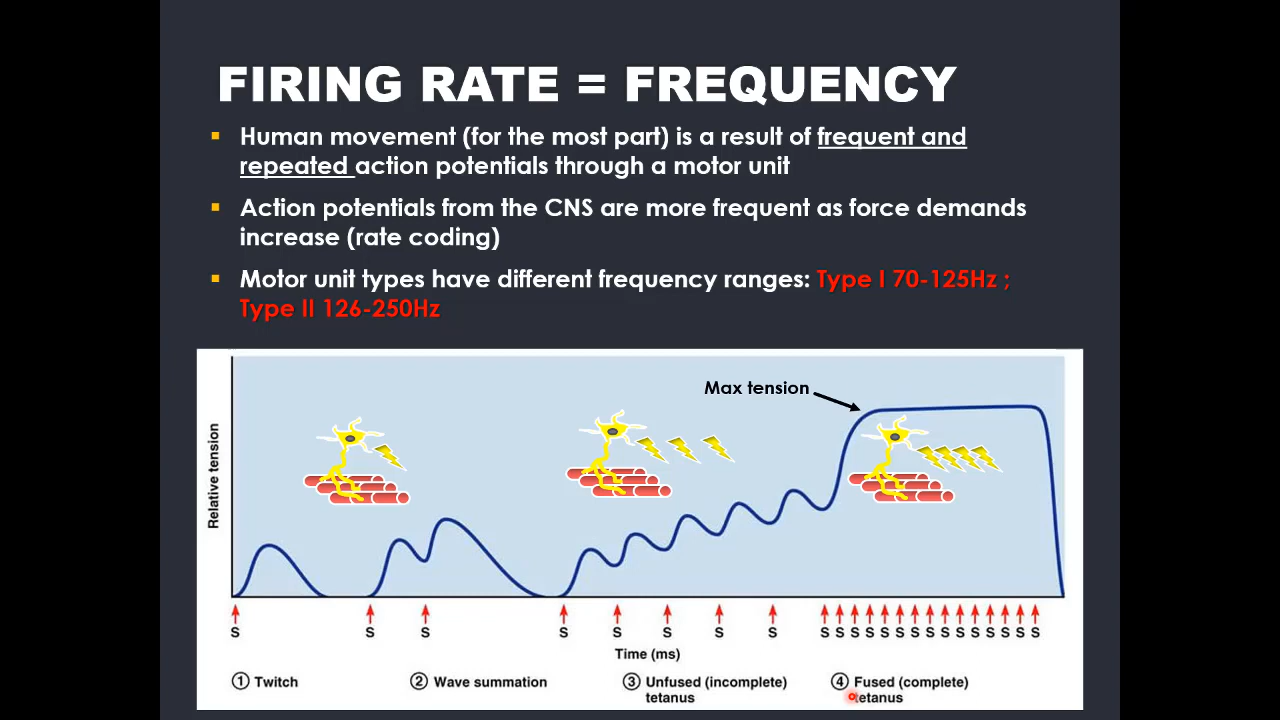 FIRING RATE = FREQUENCY
▪ Human movement (for the most part) is a result of frequent and
repeated action potentials through a motor unit
▪ Action potentials from the CNS are more frequent as force demands
increase (rate coding)
▪ Motor unit types have different frequency ranges: Type I 70-125Hz ;
Type II 126-250Hz
Max tension
Relative tension
S S S S S S S S S S S S S S S S S S S S S S S
Time (ms)
① Twitch
② Wave summation
③ Unfused (incomplete)
tetanus
④ Fused (complete)
tetanus